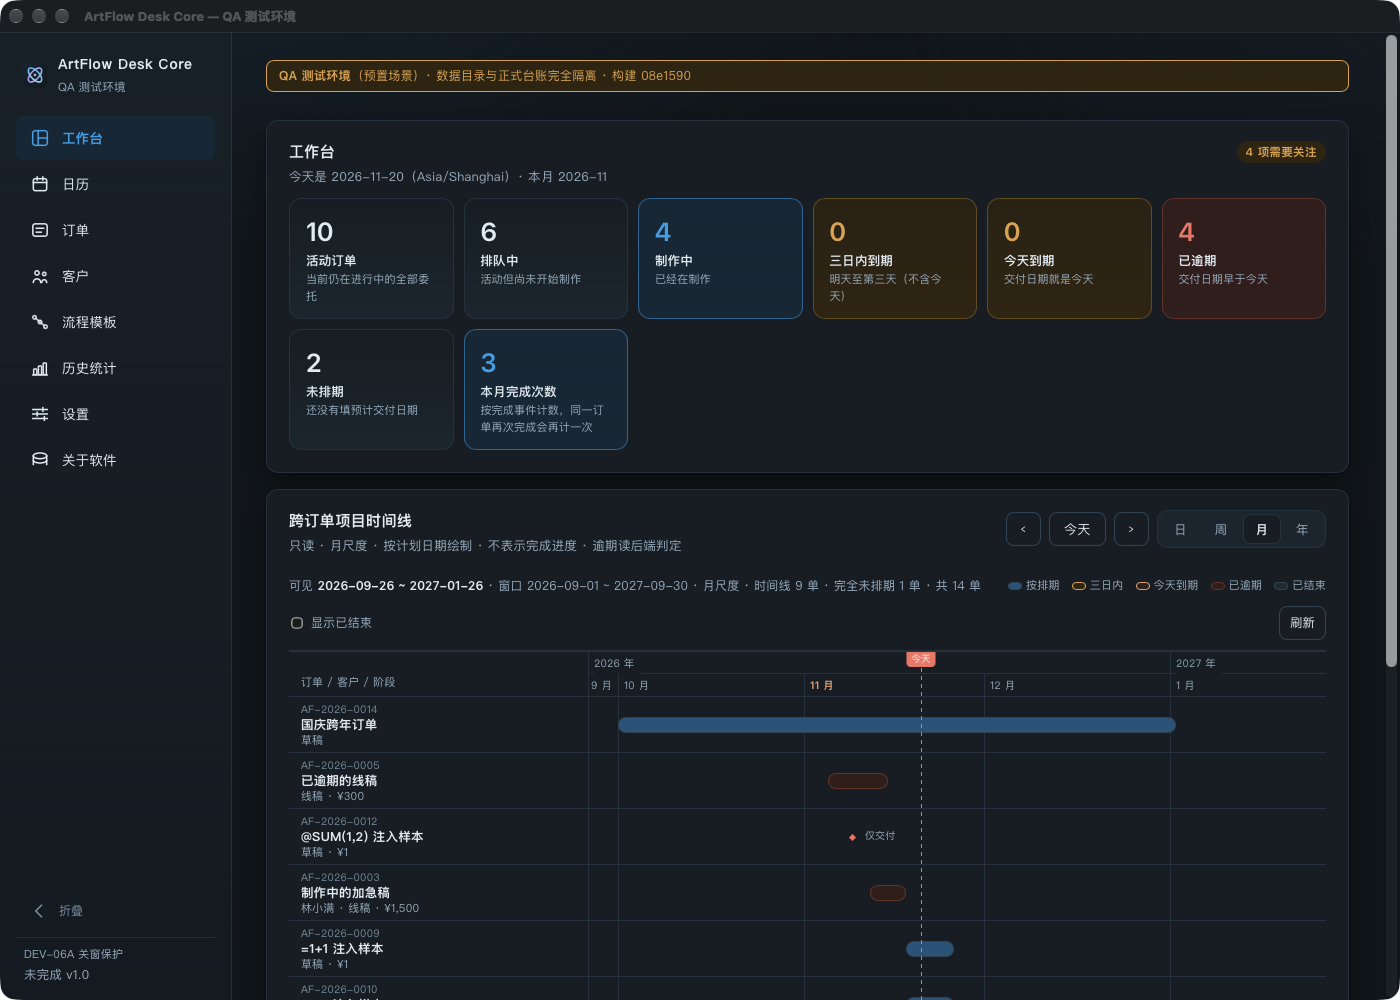 ArtFlow Desk Core — QA 测试环境
ArtFlow Desk Core
QA 测试环境
工作台
日历
订单
客户
流程模板
历史统计
设置
关于软件
折叠
DEV-06A 关窗保护
未完成 v1.0
QA 测试环境（预置场景）· 数据目录与正式台账完全隔离 · 构建 08e1590
工作台
4 项需要关注
今天是 2026-11-20（Asia/Shanghai）· 本月 2026-11
10
活动订单
当前仍在进行中的全部委
托
6
排队中
活动但尚未开始制作
4
制作中
已经在制作
0
三日内到期
明天至第三天（不含今
天）
0
今天到期
交付日期就是今天
4
已逾期
交付日期早于今天
2
未排期
还没有填预计交付日期
3
本月完成次数
按完成事件计数，同一订
单再次完成会再计一次
跨订单项目时间线
只读 · 月尺度 · 按计划日期绘制 · 不表示完成进度 · 逾期读后端判定
‹ 今天 ›
日 周 月 年
可见 2026-09-26 ~ 2027-01-26 · 窗口 2026-09-01 ~ 2027-09-30 · 月尺度 · 时间线 9 单 · 完全未排期 1 单 · 共 14 单
按排期 三日内 今天到期 已逾期 已结束
显示已结束
刷新
订单 / 客户 / 阶段
2026 年
今天
2027 年
9 月 10 月 11 月 12 月 1 月
AF-2026-0014
国庆跨年订单
草稿
AF-2026-0005
已逾期的线稿
线稿 · ¥300
AF-2026-0012
@SUM(1,2) 注入样本
草稿 · ¥1
仅交付
AF-2026-0003
制作中的加急稿
林小满 · 线稿 · ¥1,500
AF-2026-0009
=1+1 注入样本
草稿 · ¥1
AF-2026-0010